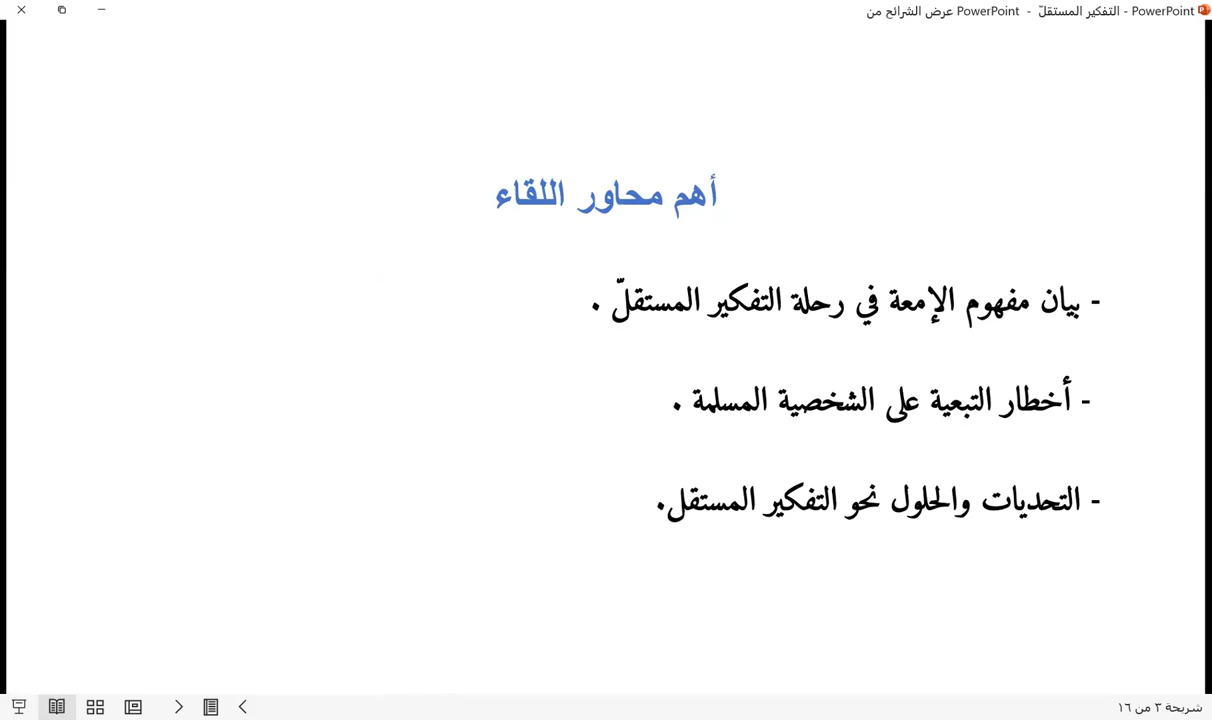 PowerPoint عرض الشرائح من - التفكير المستقلّ - PowerPoint
أهم محاور اللقاء
- بيان مفهوم الإمعة في رحلة التفكير المستقلّ .
- أخطار التبعية على الشخصية المسلمة .
- التحديات والحلول نحو التفكير المستقل.
شريحة ٣ من ١٦